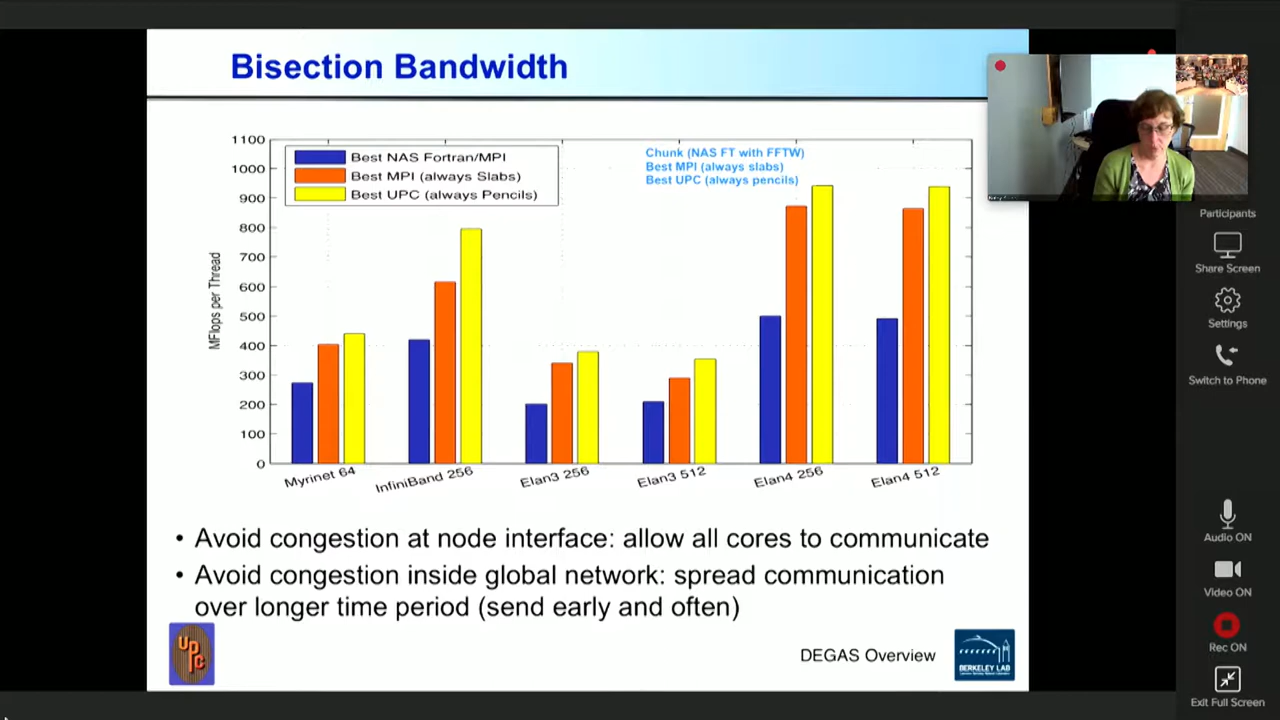 Bisection Bandwidth
1100
1000
900
800
700
600
500
400
300
200
100
0
MFlops per Thread
Best NAS Fortran/MPI
Best MPI (always Slabs)
Best UPC (always Pencils)
Chunk (NAS FT with FFTW)
Best MPI (always slabs)
Best UPC (always pencils)
Myrinet 64
InfiniBand 256
Elan3 256
Elan3 512
Elan4 256
Elan4 512
• Avoid congestion at node interface: allow all cores to communicate
• Avoid congestion inside global network: spread communication
over longer time period (send early and often)
UPC
DEGAS Overview
BERKELEY LAB
Participants
Share Screen
Settings
Switch to Phone
Audio ON
Video ON
Rec ON
Exit Full Screen